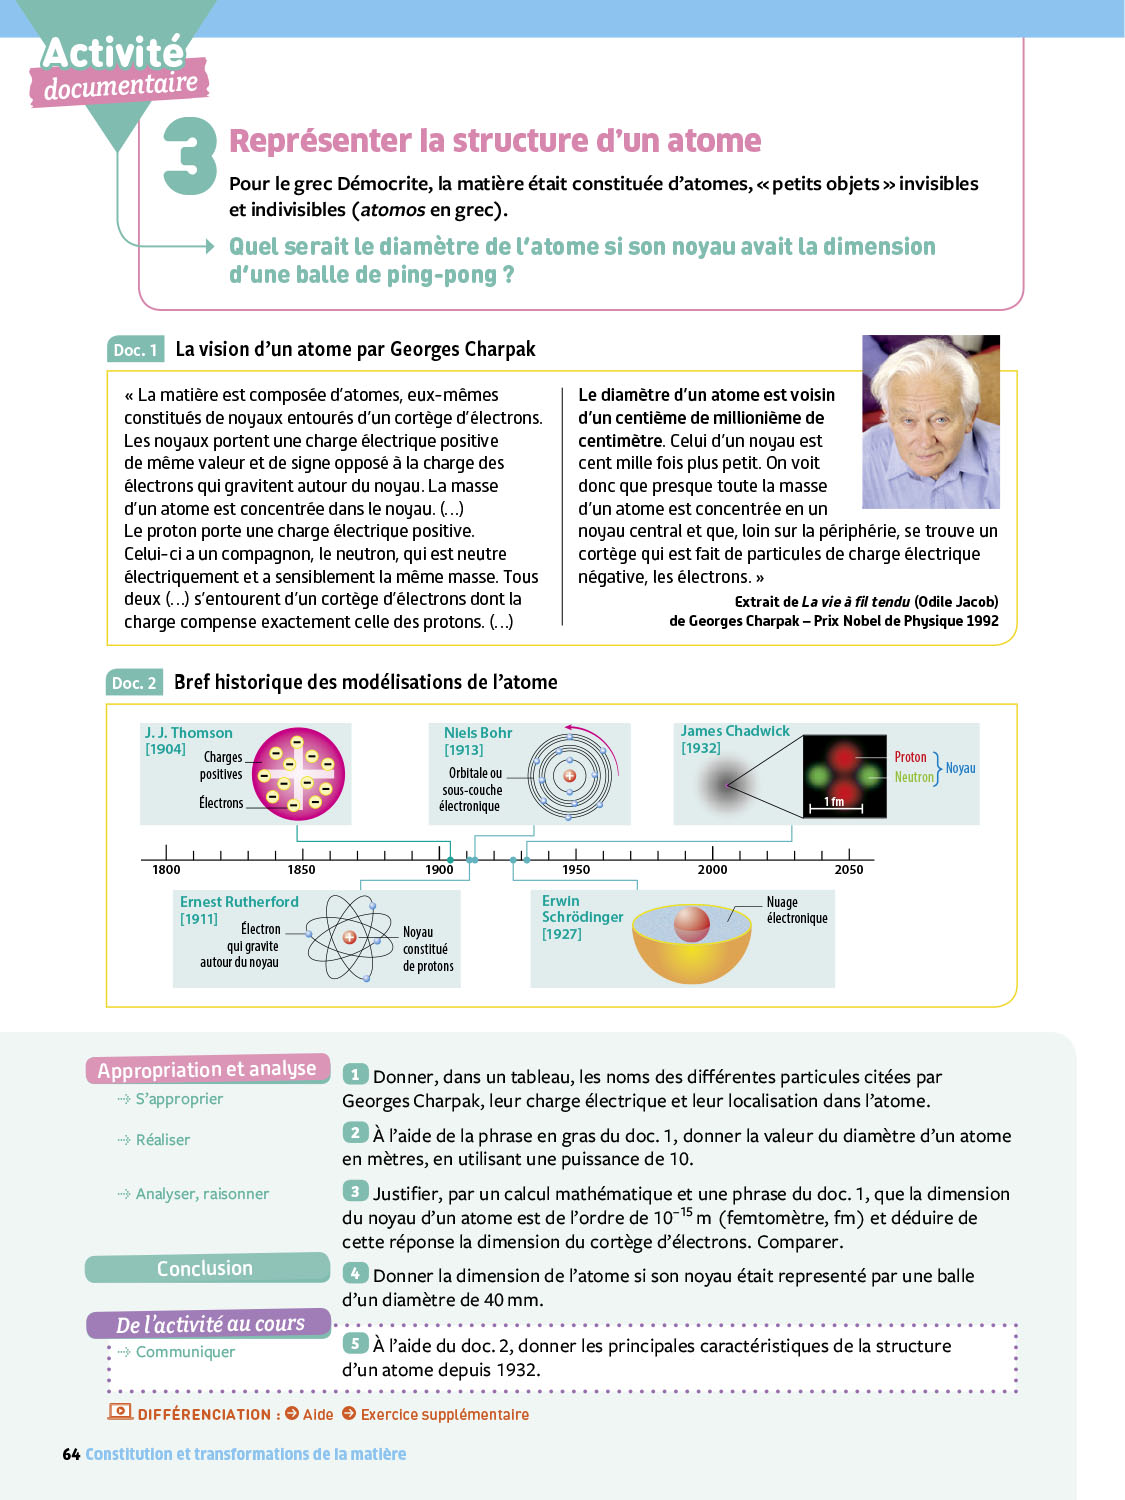 Activité
documentaire
3
Représenter la structure d'un atome
Pour le grec Démocrite, la matière était constituée d'atomes, « petits objets » invisibles
et indivisibles (atomos en grec).
Quel serait le diamètre de l'atome si son noyau avait la dimension
d'une balle de ping-pong ?
Doc. 1 La vision d'un atome par Georges Charpak
« La matière est composée d'atomes, eux-mêmes
constitués de noyaux entourés d'un cortège d'électrons.
Les noyaux portent une charge électrique positive
de même valeur et de signe opposé à la charge des
électrons qui gravitent autour du noyau. La masse
d'un atome est concentrée dans le noyau. (…)
Le proton porte une charge électrique positive.
Celui-ci a un compagnon, le neutron, qui est neutre
électriquement et a sensiblement la même masse. Tous
deux (…) s'entourent d'un cortège d'électrons dont la
charge compense exactement celle des protons. (…)
Le diamètre d'un atome est voisin
d'un centième de millionième de
centimètre. Celui d'un noyau est
cent mille fois plus petit. On voit
donc que presque toute la masse
d'un atome est concentrée en un
noyau central et que, loin sur la périphérie, se trouve un
cortège qui est fait de particules de charge électrique
négative, les électrons. »
Extrait de La vie à fil tendu (Odile Jacob)
de Georges Charpak – Prix Nobel de Physique 1992
Doc. 2 Bref historique des modélisations de l'atome
J. J. Thomson
[1904]
Charges
positives
Électrons
Niels Bohr
[1913]
Orbitale ou
sous-couche
électronique
James Chadwick
[1932]
Proton
Neutron
Noyau
1 fm
1800 1850 1900 1950 2000 2050
Ernest Rutherford
[1911]
Électron
qui gravite
autour du noyau
Noyau
constitué
de protons
Erwin
Schrödinger
[1927]
Nuage
électronique
Appropriation et analyse
S'approprier
1 Donner, dans un tableau, les noms des différentes particules citées par
Georges Charpak, leur charge électrique et leur localisation dans l'atome.
Réaliser
2 À l'aide de la phrase en gras du doc. 1, donner la valeur du diamètre d'un atome
en mètres, en utilisant une puissance de 10.
Analyser, raisonner
3 Justifier, par un calcul mathématique et une phrase du doc. 1, que la dimension
du noyau d'un atome est de l'ordre de 10⁻¹⁵ m (femtomètre, fm) et déduire de
cette réponse la dimension du cortège d'électrons. Comparer.
Conclusion
4 Donner la dimension de l'atome si son noyau était representé par une balle
d'un diamètre de 40 mm.
De l'activité au cours
Communiquer
5 À l'aide du doc. 2, donner les principales caractéristiques de la structure
d'un atome depuis 1932.
DIFFÉRENCIATION : Aide Exercice supplémentaire
64 Constitution et transformations de la matière